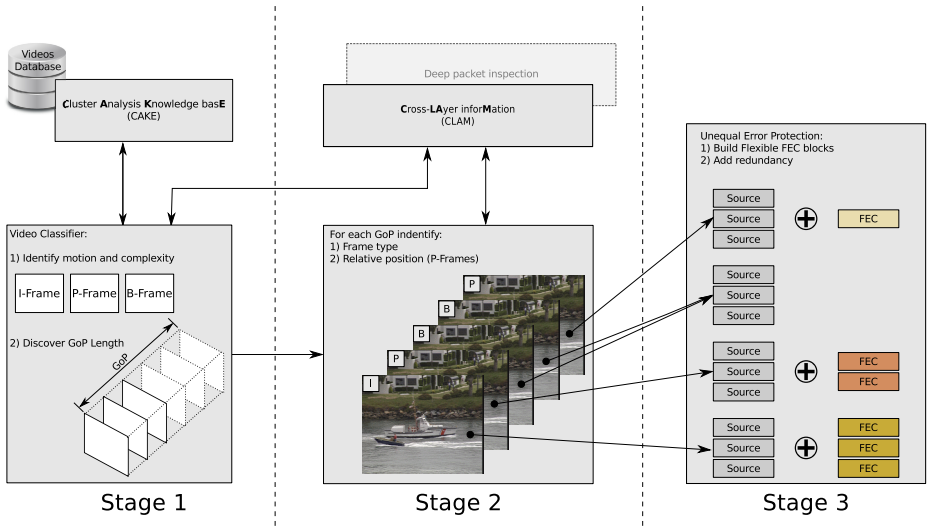 Videos
Database
Cluster Analysis Knowledge basE
(CAKE)
Video Classifier:
1) Identify motion and complexity
I-Frame
P-Frame
B-Frame
2) Discover GoP Length
GoP
Stage 1
Deep packet inspection
Cross-LAyer inforMation
(CLAM)
For each GoP indentify:
1) Frame type
2) Relative position (P-Frames)
P
B
B
P
I
Stage 2
Unequal Error Protection:
1) Build Flexible FEC blocks
2) Add redundancy
Source
Source
FEC
Source
Source
Source
Source
Source
FEC
Source
FEC
Source
Source
FEC
Source
FEC
Source
FEC
Stage 3